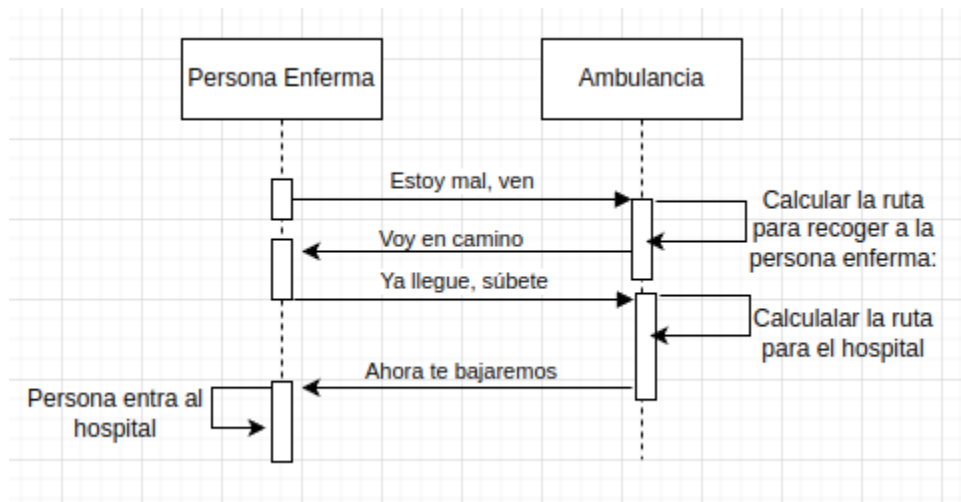 Persona Enferma
Ambulancia
Estoy mal, ven
Calcular la ruta
para recoger a la
persona enferma:
Voy en camino
Ya llegue, súbete
Calculalar la ruta
para el hospital
Ahora te bajaremos
Persona entra al
hospital